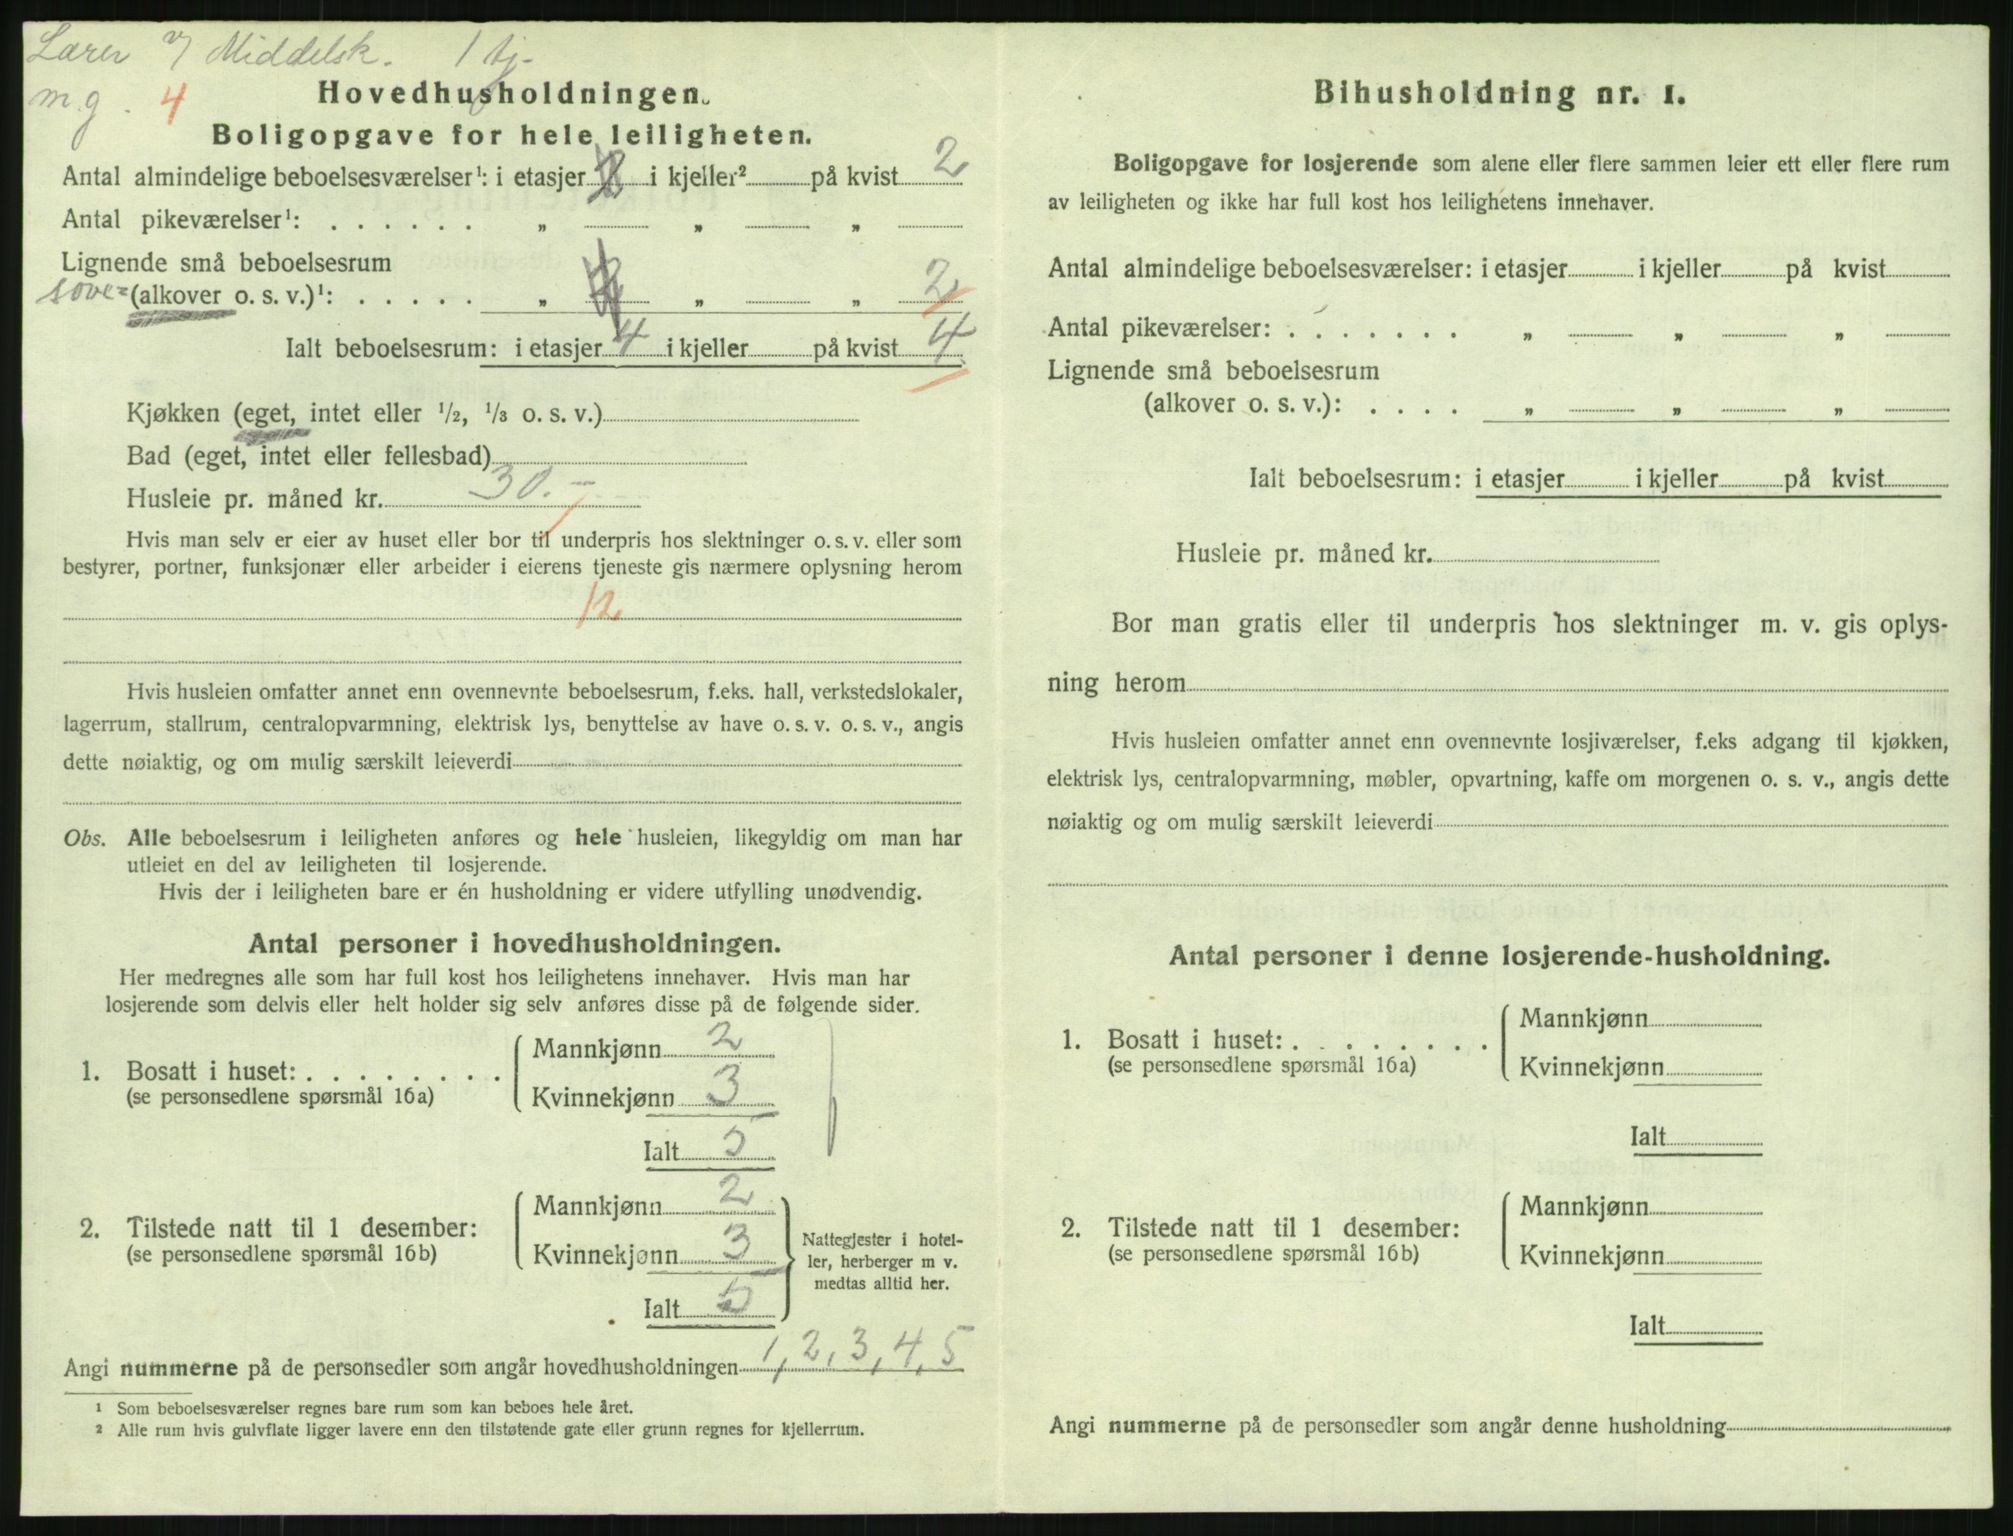 Lærer v/ Middelsk. 1 tj.
m g. 4
Hovedhusholdningen.
Boligopgave for hele leiligheten.
Antal almindelige beboelsesværelser¹: i etasjer 2 i kjeller² på kvist 2
Antal pikeværelser¹: . . . . . . „ „ „
Lignende små beboelsesrum
sove= (alkover o. s. v.)¹: . . . . . „ 2 „ „ 2
Ialt beboelsesrum: i etasjer 4 i kjeller på kvist 4
Kjøkken (eget, intet eller 1/2, 1/3 o. s. v.)
Bad (eget, intet eller fellesbad)
Husleie pr. måned kr. 30.-
Hvis man selv er eier av huset eller bor til underpris hos slektninger o. s. v. eller som
bestyrer, portner, funksjonær eller arbeider i eierens tjeneste gis nærmere oplysning herom
12
Hvis husleien omfatter annet enn ovennevnte beboelsesrum, f.eks. hall, verkstedslokaler,
lagerrum, stallrum, centralopvarmning, elektrisk lys, benyttelse av have o. s. v. o. s. v., angis
dette nøiaktig, og om mulig særskilt leieverdi
Obs. Alle beboelsesrum i leiligheten anføres og hele husleien, likegyldig om man har
utleiet en del av leiligheten til losjerende.
Hvis der i leiligheten bare er én husholdning er videre utfylling unødvendig.
Antal personer i hovedhusholdningen.
Her medregnes alle som har full kost hos leilighetens innehaver. Hvis man har
losjerende som delvis eller helt holder sig selv anføres disse på de følgende sider.
1. Bosatt i huset: . . . . . . . . Mannkjønn 2
(se personsedlene spørsmål 16a) Kvinnekjønn 3
Ialt 5
2. Tilstede natt til 1 desember: Mannkjønn 2
(se personsedlene spørsmål 16b) Kvinnekjønn 3
Ialt 5
Nattegjester i hotel-
ler, herberger m v.
medtas alltid her.
Angi nummerne på de personsedler som angår hovedhusholdningen 1, 2, 3, 4, 5
¹ Som beboelsesværelser regnes bare rum som kan beboes hele året.
² Alle rum hvis gulvflate ligger lavere enn den tilstøtende gate eller grunn regnes for kjellerrum.
Bihusholdning nr. 1.
Boligopgave for losjerende som alene eller flere sammen leier ett eller flere rum
av leiligheten og ikke har full kost hos leilighetens innehaver.
Antal almindelige beboelsesværelser: i etasjer i kjeller på kvist
Antal pikeværelser: . . . . . . . „ „ „
Lignende små beboelsesrum
(alkover o. s. v.): . . . . „ „ „
Ialt beboelsesrum: i etasjer i kjeller på kvist
Husleie pr. måned kr.
Bor man gratis eller til underpris hos slektninger m. v. gis oplys-
ning herom
Hvis husleien omfatter annet enn ovennevnte losjiværelser, f.eks adgang til kjøkken,
elektrisk lys, centralopvarmning, møbler, opvartning, kaffe om morgenen o. s. v., angis dette
nøiaktig og om mulig særskilt leieverdi
Antal personer i denne losjerende-husholdning.
1. Bosatt i huset: . . . . . . . . Mannkjønn
(se personsedlene spørsmål 16a) Kvinnekjønn
Ialt
2. Tilstede natt til 1 desember: Mannkjønn
(se personsedlene spørsmål 16b) Kvinnekjønn
Ialt
Angi nummerne på de personsedler som angår denne husholdning